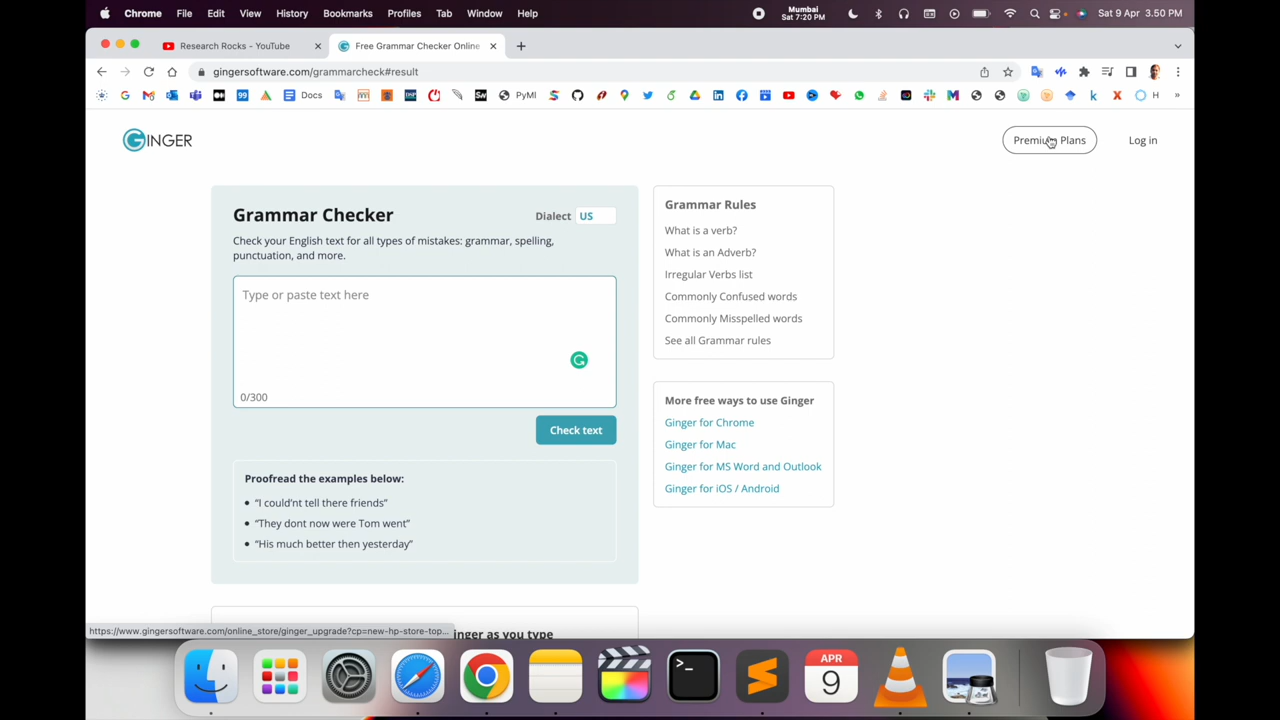 Chrome File Edit View History Bookmarks Profiles Tab Window Help
Mumbai
Sat 7:20 PM
Sat 9 Apr 3.50 PM
Research Rocks - YouTube
Free Grammar Checker Online
gingersoftware.com/grammarcheck#result
99
Docs
PyMI
H
»
GINGER
Premium Plans
Log in
Grammar Checker
Dialect US
Check your English text for all types of mistakes: grammar, spelling,
punctuation, and more.
Type or paste text here
0/300
Check text
Proofread the examples below:
• “I could’nt tell there friends”
• “They dont now were Tom went”
• “His much better then yesterday”
Grammar Rules
What is a verb?
What is an Adverb?
Irregular Verbs list
Commonly Confused words
Commonly Misspelled words
See all Grammar rules
More free ways to use Ginger
Ginger for Chrome
Ginger for Mac
Ginger for MS Word and Outlook
Ginger for iOS / Android
https://www.gingersoftware.com/online_store/ginger_upgrade?cp=new-hp-store-top...
inger as you type
APR
9